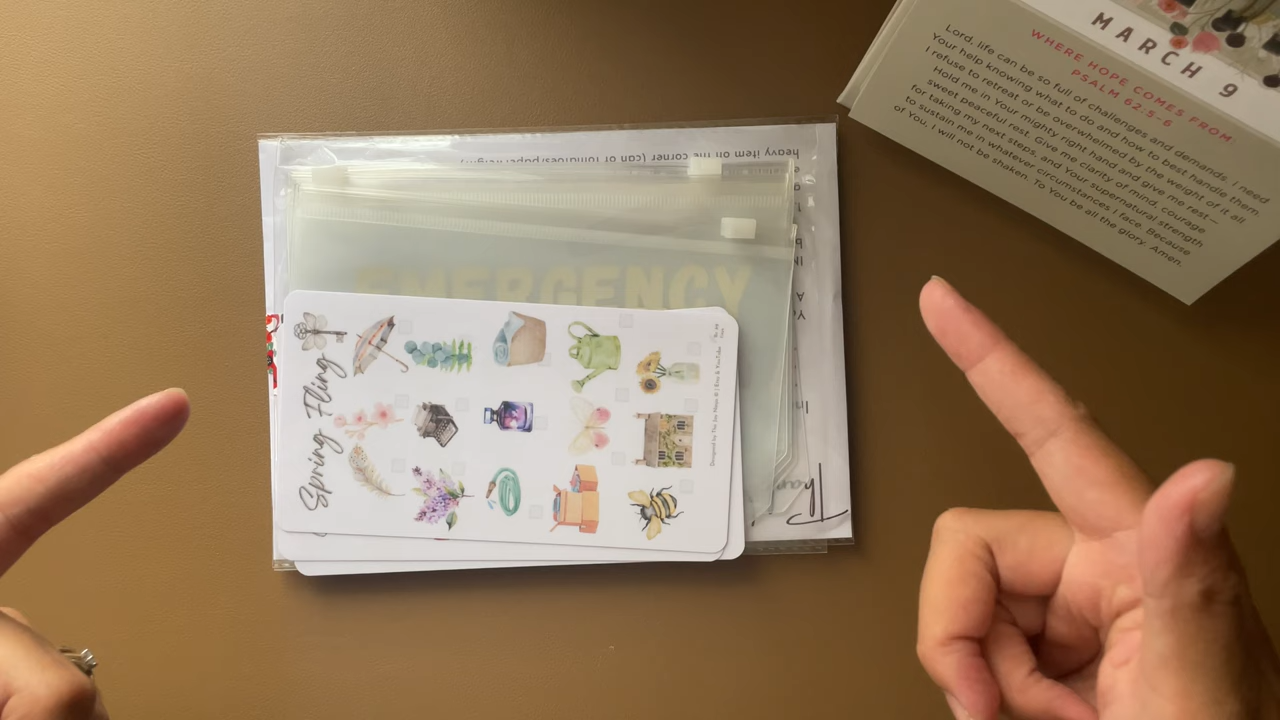 MARCH 9
WHERE HOPE COMES FROM
PSALM 62:5-6
Lord, life can be so full of challenges and demands. I need
Your help knowing what to do and how to best handle them.
I refuse to retreat or be overwhelmed by the weight of it all
Hold me in Your mighty right hand and give me rest—
sweet peaceful rest. Give me clarity of mind, courage
for taking my next steps, and Your supernatural strength
to sustain me in whatever circumstances I face. Because
of You, I will not be shaken. To You be all the glory. Amen.
heavy item on the corner (can of tomatoes/paperweight)
EMERGENCY
Spring Fling